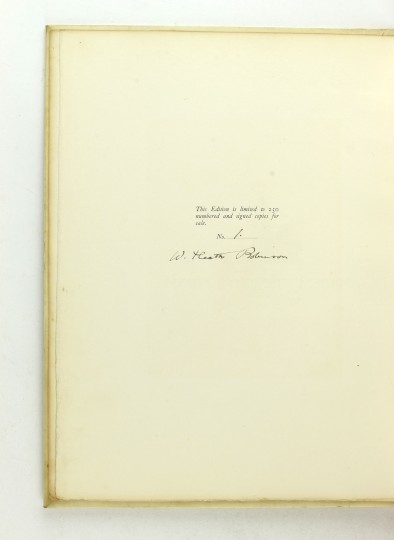 This Edition is limited to 250
numbered and signed copies for
sale.
No. 1.
W. Heath Robinson